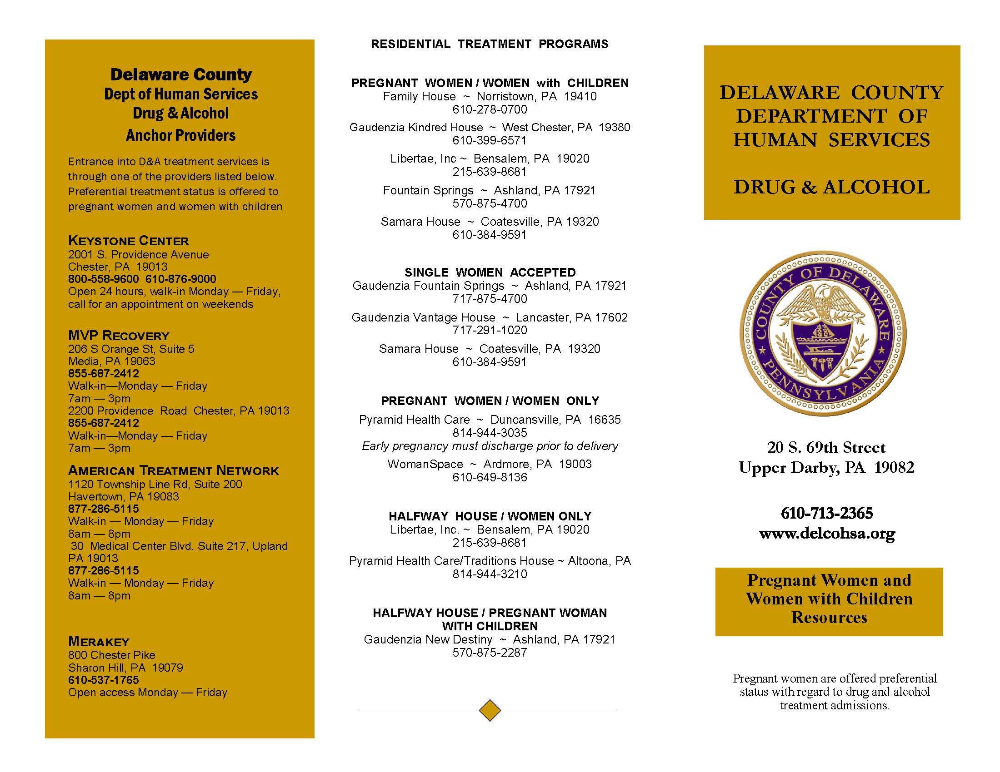 Delaware County
Dept of Human Services
Drug & Alcohol
Anchor Providers
Entrance into D&A treatment services is
through one of the providers listed below.
Preferential treatment status is offered to
pregnant women and women with children
KEYSTONE CENTER
2001 S. Providence Avenue
Chester, PA 19013
800-558-9600 610-876-9000
Open 24 hours, walk-in Monday — Friday,
call for an appointment on weekends
MVP RECOVERY
206 S Orange St, Suite 5
Media, PA 19063
855-687-2412
Walk-in—Monday — Friday
7am — 3pm
2200 Providence Road Chester, PA 19013
855-687-2412
Walk-in—Monday — Friday
7am — 3pm
AMERICAN TREATMENT NETWORK
1120 Township Line Rd, Suite 200
Havertown, PA 19083
877-286-5115
Walk-in — Monday — Friday
8am — 8pm
30 Medical Center Blvd. Suite 217, Upland
PA 19013
877-286-5115
Walk-in — Monday — Friday
8am — 8pm
MERAKEY
800 Chester Pike
Sharon Hill, PA 19079
610-537-1765
Open access Monday — Friday
RESIDENTIAL TREATMENT PROGRAMS
PREGNANT WOMEN / WOMEN with CHILDREN
Family House ~ Norristown, PA 19410
610-278-0700
Gaudenzia Kindred House ~ West Chester, PA 19380
610-399-6571
Libertae, Inc ~ Bensalem, PA 19020
215-639-8681
Fountain Springs ~ Ashland, PA 17921
570-875-4700
Samara House ~ Coatesville, PA 19320
610-384-9591
SINGLE WOMEN ACCEPTED
Gaudenzia Fountain Springs ~ Ashland, PA 17921
717-875-4700
Gaudenzia Vantage House ~ Lancaster, PA 17602
717-291-1020
Samara House ~ Coatesville, PA 19320
610-384-9591
PREGNANT WOMEN / WOMEN ONLY
Pyramid Health Care ~ Duncansville, PA 16635
814-944-3035
Early pregnancy must discharge prior to delivery
WomanSpace ~ Ardmore, PA 19003
610-649-8136
HALFWAY HOUSE / WOMEN ONLY
Libertae, Inc. ~ Bensalem, PA 19020
215-639-8681
Pyramid Health Care/Traditions House ~ Altoona, PA
814-944-3210
HALFWAY HOUSE / PREGNANT WOMAN
WITH CHILDREN
Gaudenzia New Destiny ~ Ashland, PA 17921
570-875-2287
DELAWARE COUNTY
DEPARTMENT OF
HUMAN SERVICES
DRUG & ALCOHOL
COUNTY OF DELAWARE
PENNSYLVANIA
20 S. 69th Street
Upper Darby, PA 19082
610-713-2365
www.delcohsa.org
Pregnant Women and
Women with Children
Resources
Pregnant women are offered preferential
status with regard to drug and alcohol
treatment admissions.